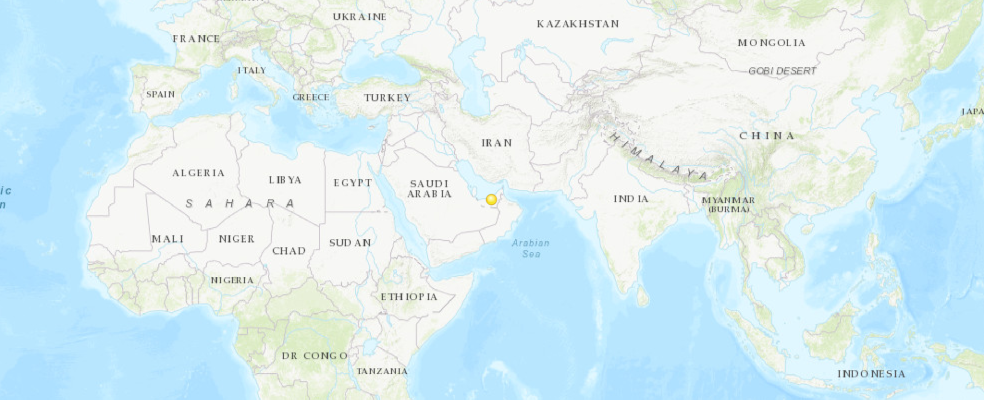 UKRAINE
KAZAKHSTAN
FRANCE
MONGOLIA
ITALY
GOBI DESERT
SPAIN
GREECE
TURKEY
JAPA
CHINA
IRAN
HIMALAYA
ALGERIA
LIBYA
EGYPT
SAUDI
ARABIA
ic
n
SAHARA
INDIA
MYANMAR
(BURMA)
MALI
NIGER
CHAD
SUDAN
Arabian
Sea
NIGERIA
ETHIOPIA
DR CONGO
TANZANIA
INDONESIA